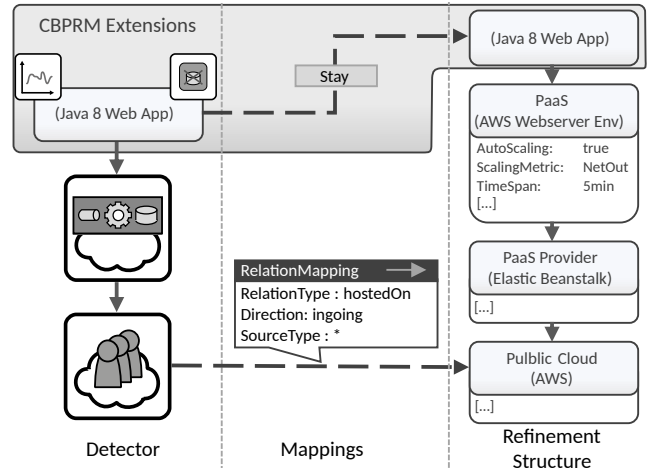 CBPRM Extensions
(Java 8 Web App)
Stay
(Java 8 Web App)
PaaS
(AWS Webserver Env)
AutoScaling: true
ScalingMetric: NetOut
TimeSpan: 5min
[...]
RelationMapping
RelationType : hostedOn
Direction: ingoing
SourceType : *
PaaS Provider
(Elastic Beanstalk)
[...]
Pulblic Cloud
(AWS)
[...]
Detector
Mappings
Refinement
Structure